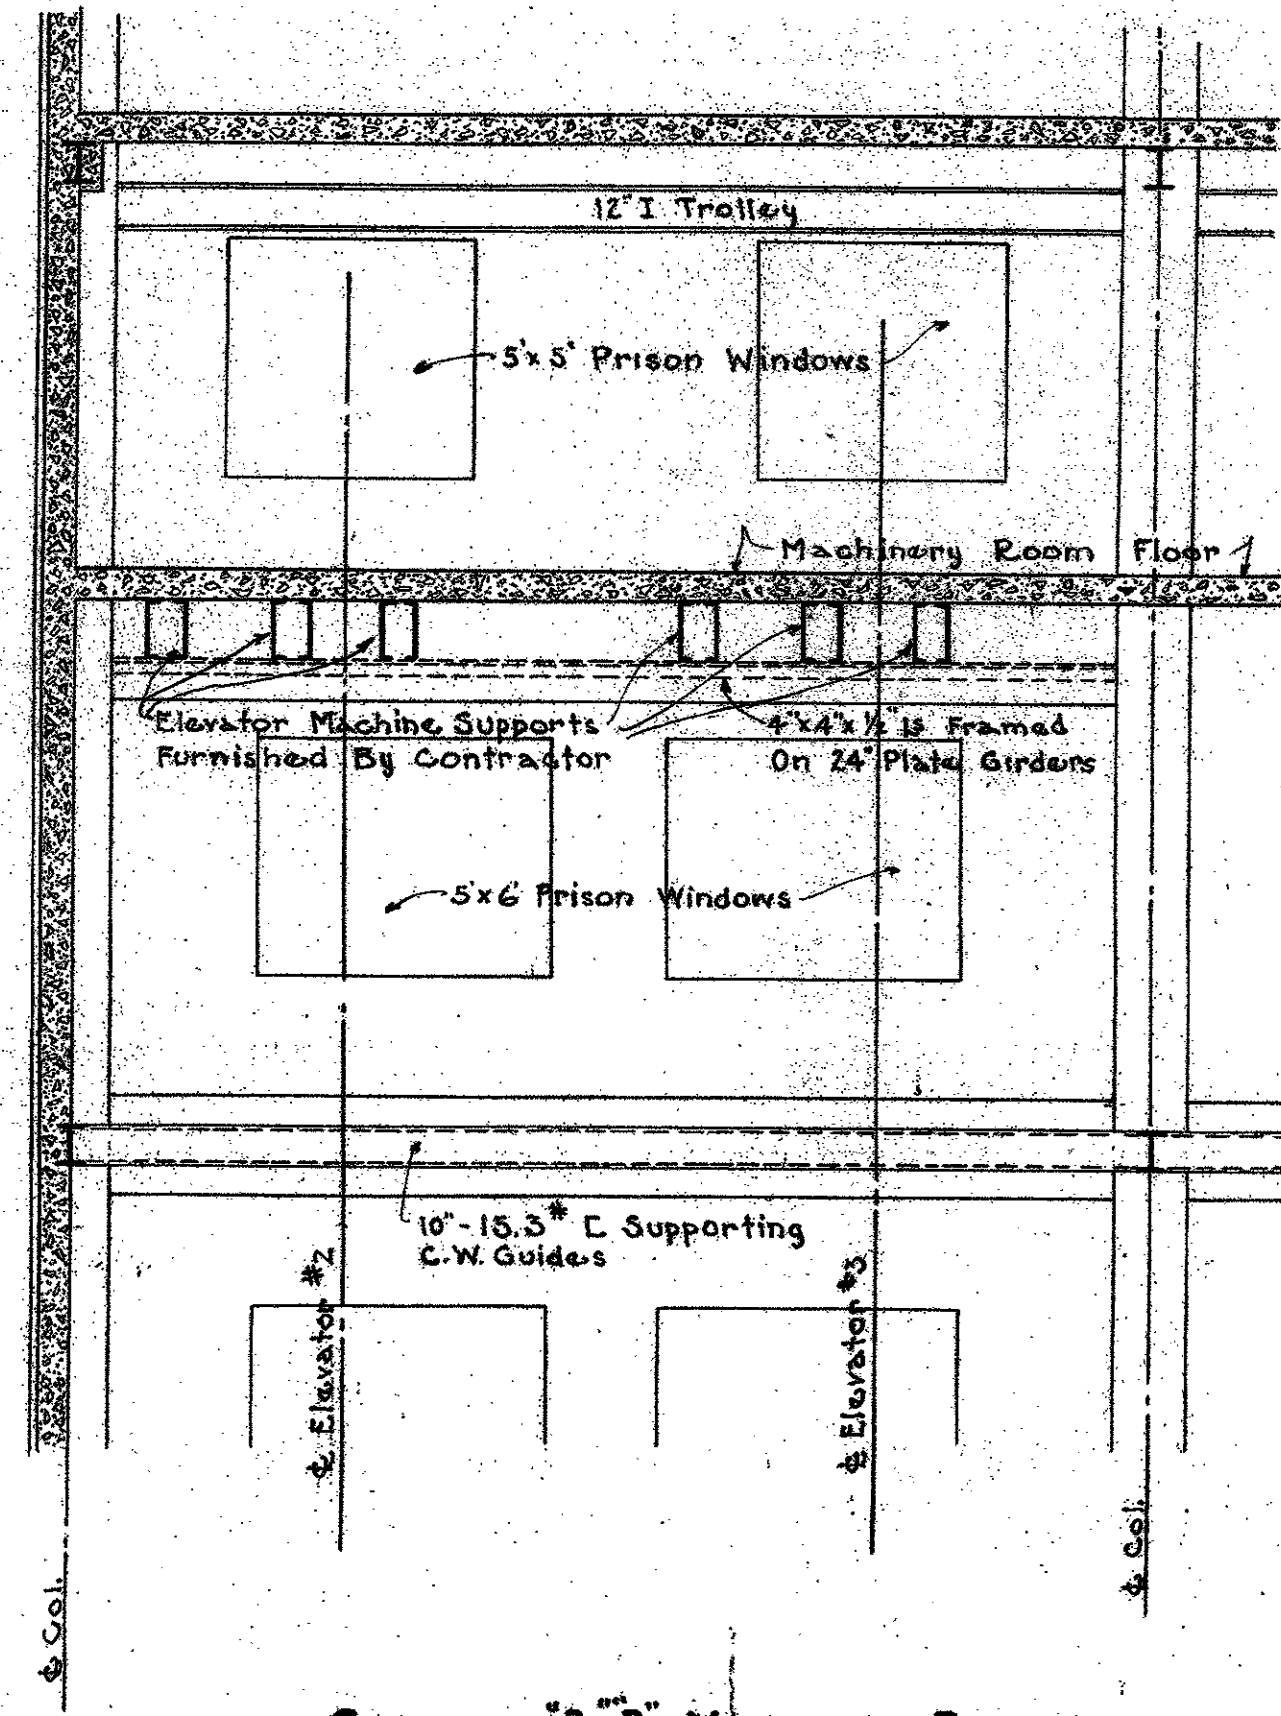 12" I Trolley
5'x 5' Prison Windows
Machinery Room Floor
Elevator Machine Supports
Furnished By Contractor
4"x4"x½" Ls Framed
On 24" Plate Girders
5'x6' Prison Windows
10"-15.3# [ Supporting
C.W. Guides
℄ Elevator #2
℄ Elevator #3
℄ Col.
℄ Col.